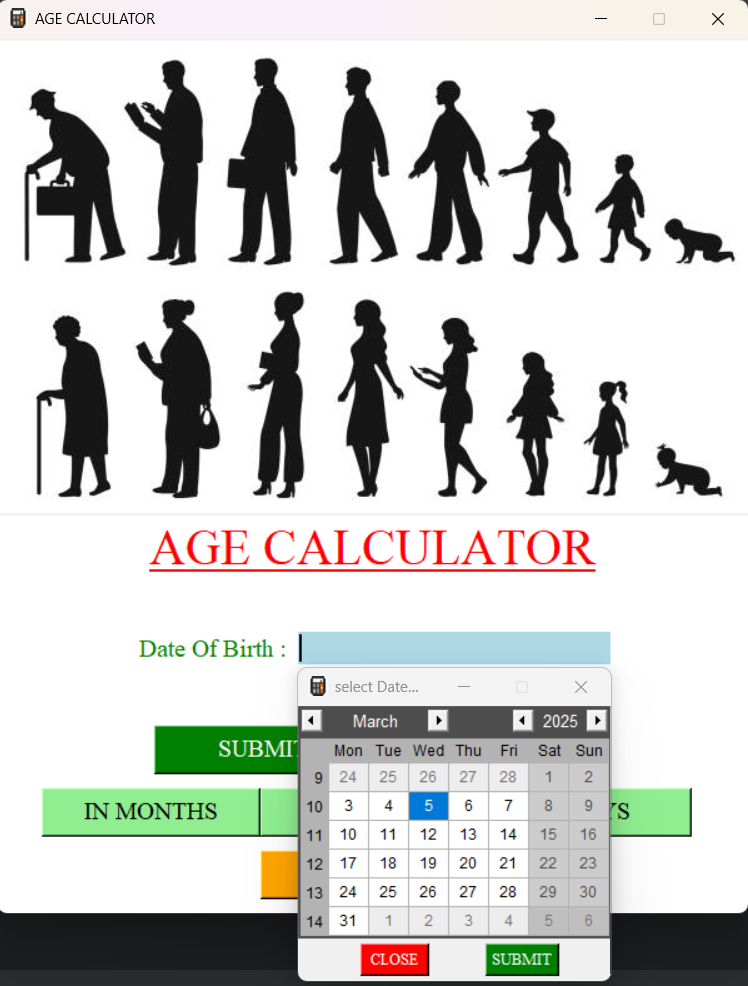 AGE CALCULATOR
AGE CALCULATOR
Date Of Birth :
select Date...
March 2025
Mon Tue Wed Thu Fri Sat Sun
9 24 25 26 27 28 1 2
10 3 4 5 6 7 8 9
11 10 11 12 13 14 15 16
12 17 18 19 20 21 22 23
13 24 25 26 27 28 29 30
14 31 1 2 3 4 5 6
CLOSE SUBMIT
IN MONTHS